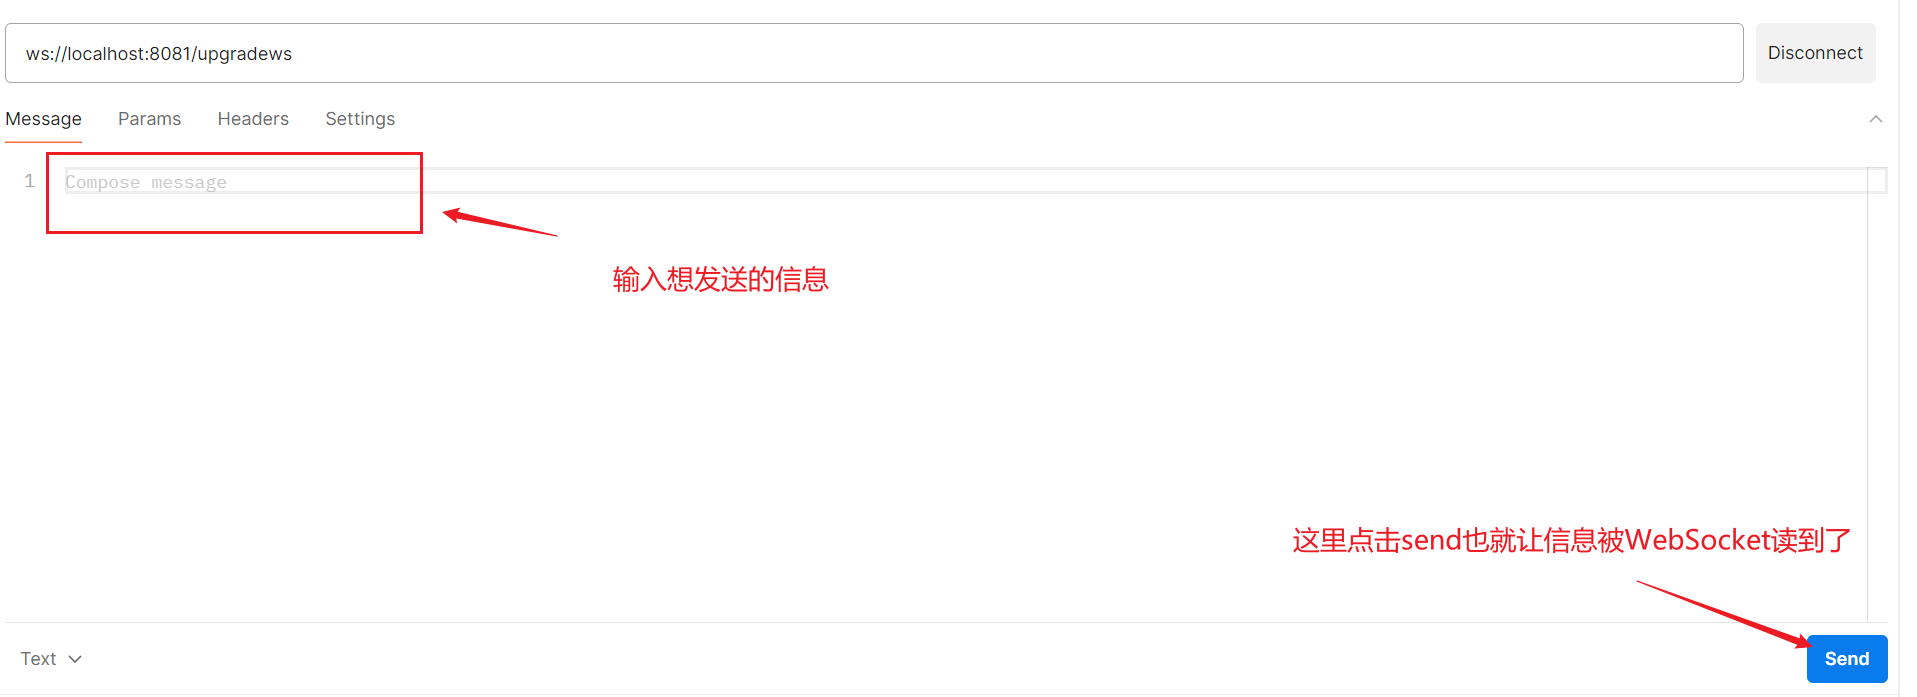 ws://localhost:8081/upgradews
Disconnect
Message Params Headers Settings
1 Compose message
输入想发送的信息
这里点击send也就让信息被WebSocket读到了
Text
Send